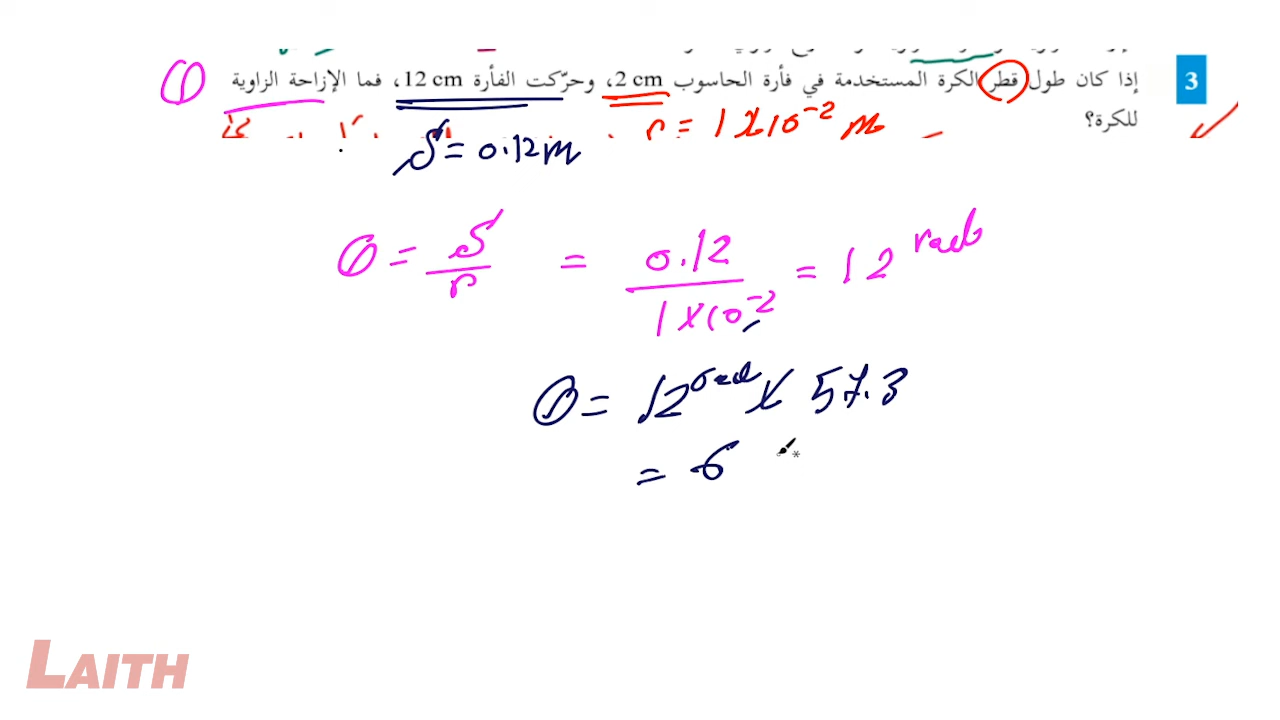 3 إذا كان طول قطر الكرة المستخدمة في فأرة الحاسوب 2 cm، وحرّكت الفأرة 12 cm، فما الإزاحة الزاوية
للكرة؟
r = 1 x 10⁻² m
S = 0.12 m
θ = S/r = 0.12/1 x 10⁻² = 12 rad
θ = 12 rad x 57.3
= 6
LAITH